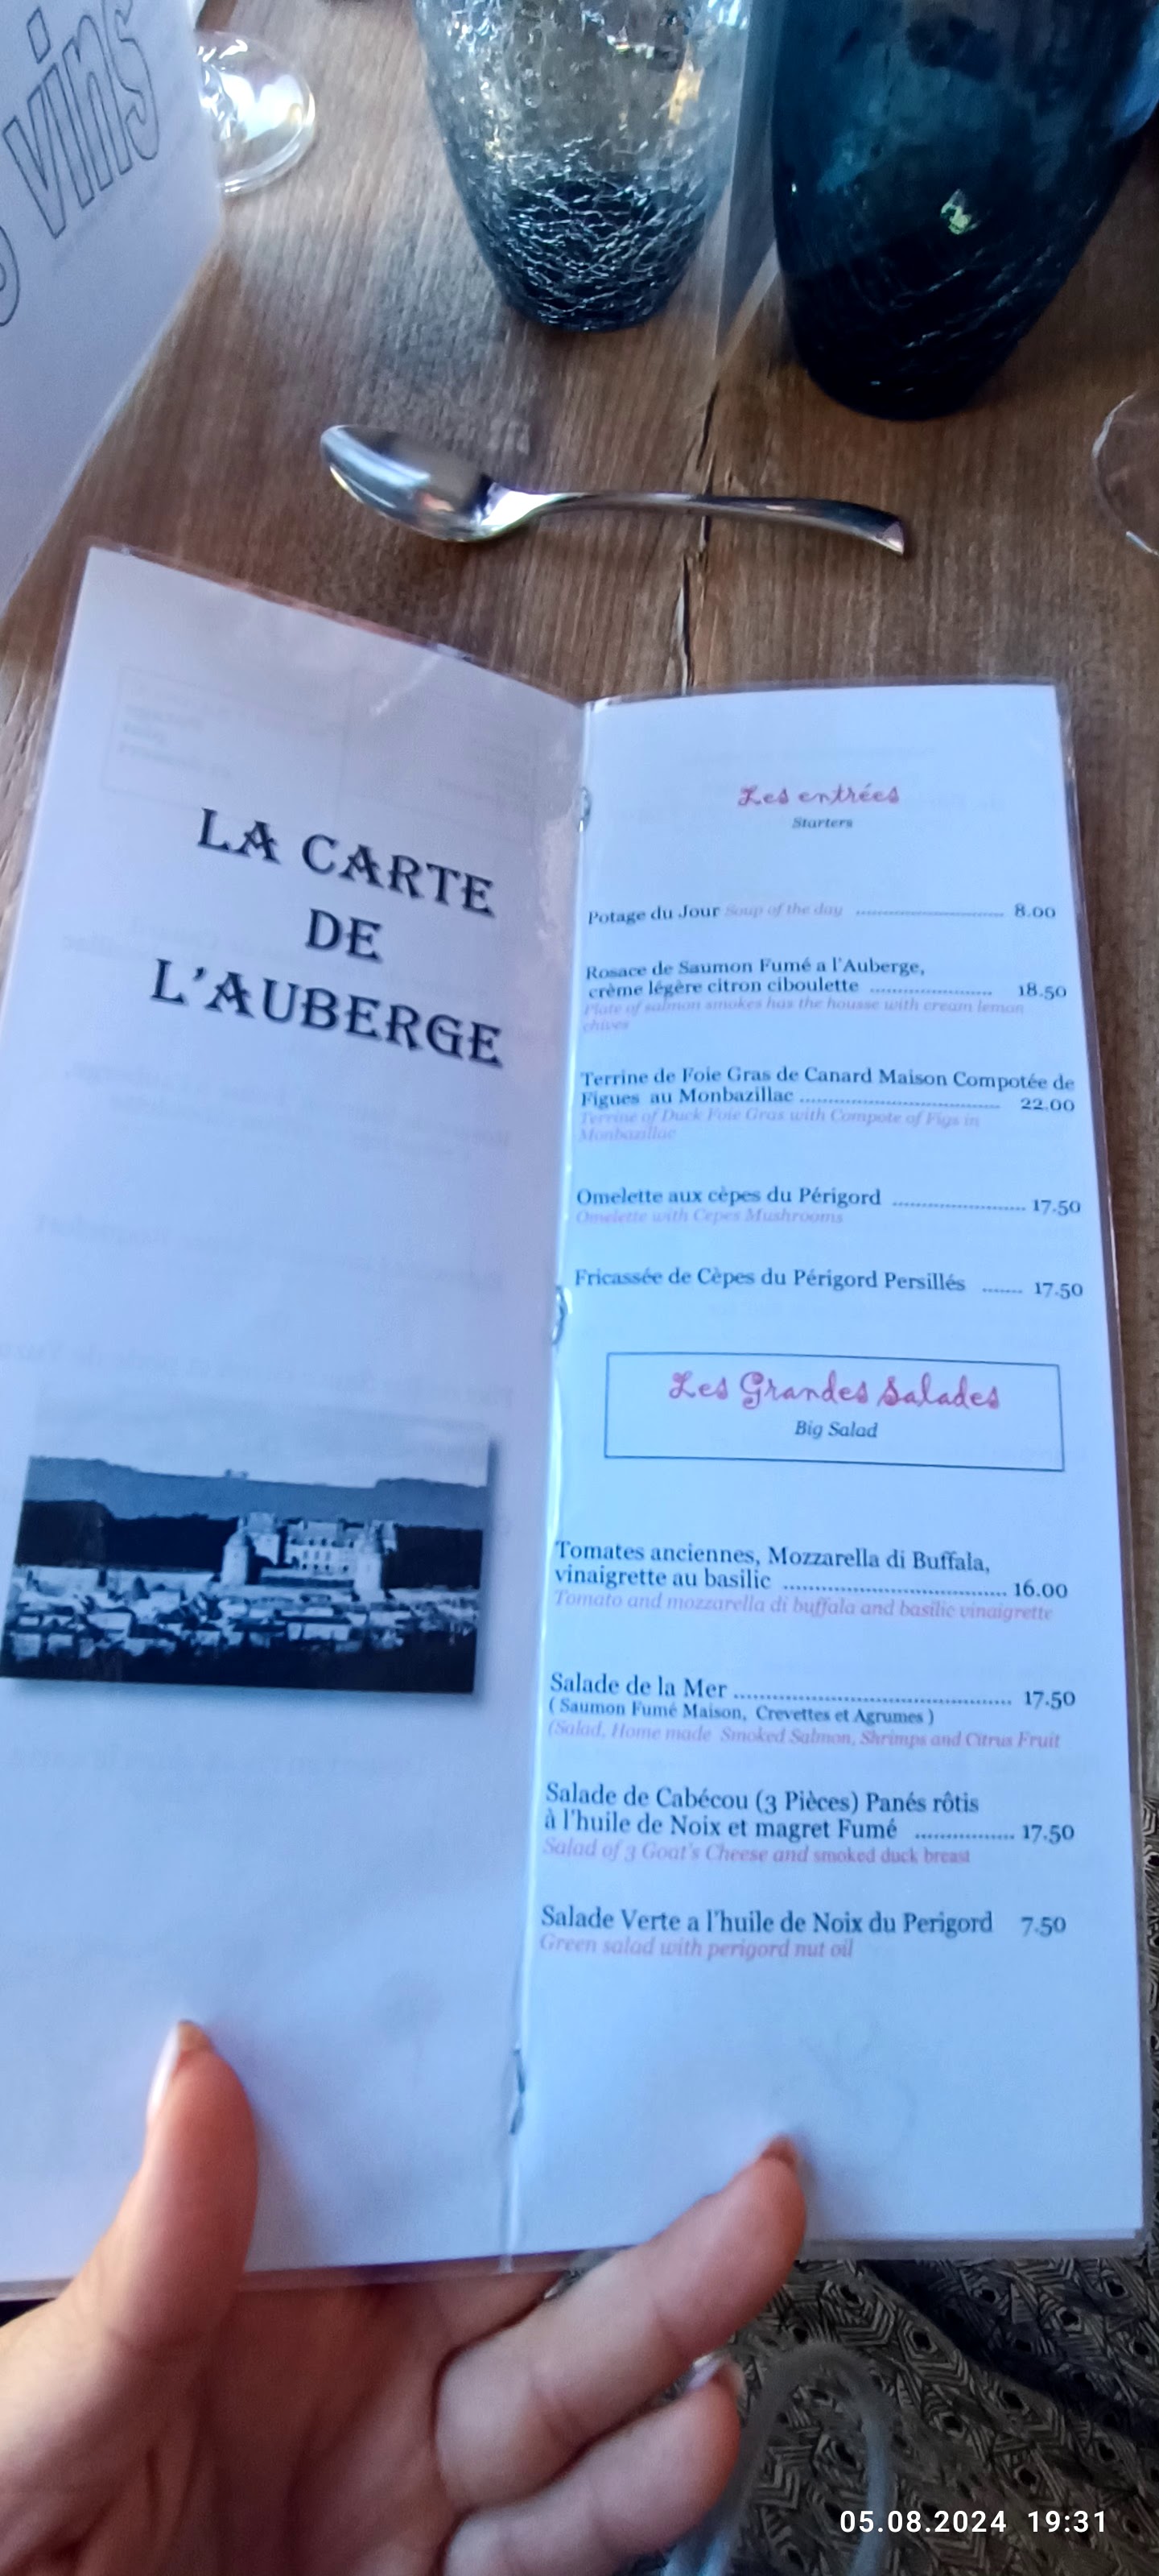 vins
LA CARTE
DE
L'AUBERGE
Les entrées
Starters
Potage du Jour Soup of the day ........................... 8.00
Rosace de Saumon Fumé a l'Auberge,
crème légère citron ciboulette ...................... 18.50
Plate of salmon smokes has the housse with cream lemon
chives
Terrine de Foie Gras de Canard Maison Compotée de
Figues au Monbazillac .................................... 22.00
Terrine of Duck Foie Gras with Compote of Figs in
Monbazillac
Omelette aux cèpes du Périgord ........................ 17.50
Omelette with Cepes Mushrooms
Fricassée de Cèpes du Périgord Persillés ....... 17.50
Les Grandes Salades
Big Salad
Tomates anciennes, Mozzarella di Buffala,
vinaigrette au basilic ...................................... 16.00
Tomato and mozzarella di buffala and basilic vinaigrette
Salade de la Mer ................................................ 17.50
( Saumon Fumé Maison, Crevettes et Agrumes )
(Salad, Home made Smoked Salmon, Shrimps and Citrus Fruit
Salade de Cabécou (3 Pièces) Panés rôtis
à l'huile de Noix et magret Fumé ................ 17.50
Salad of 3 Goat's Cheese and smoked duck breast
Salade Verte a l'huile de Noix du Perigord 7.50
Green salad with perigord nut oil
05.08.2024 19:31